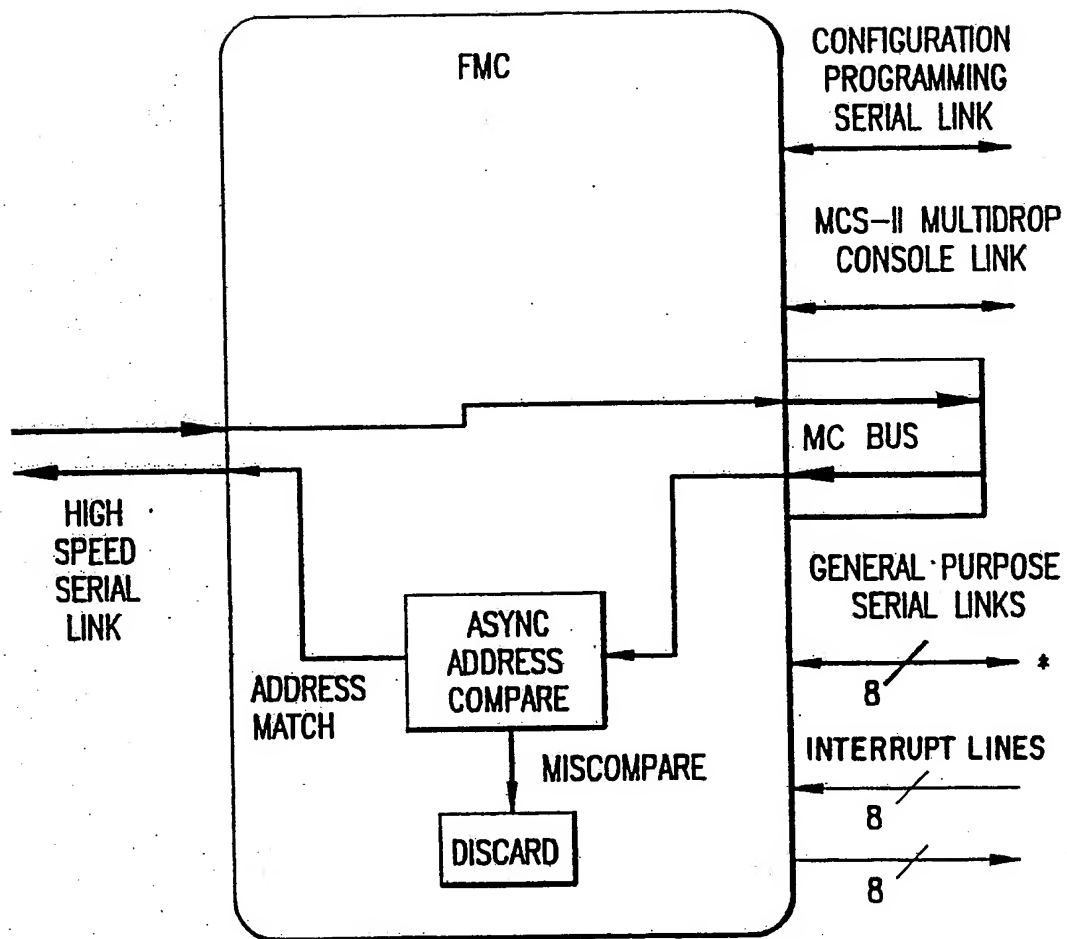 FMC
CONFIGURATION
PROGRAMMING
SERIAL LINK
MCS-II MULTIDROP
CONSOLE LINK
MC BUS
HIGH
SPEED
SERIAL
LINK
GENERAL PURPOSE
SERIAL LINKS
8
*
ASYNC
ADDRESS
COMPARE
ADDRESS
MATCH
MISCOMPARE
DISCARD
INTERRUPT LINES
8
8